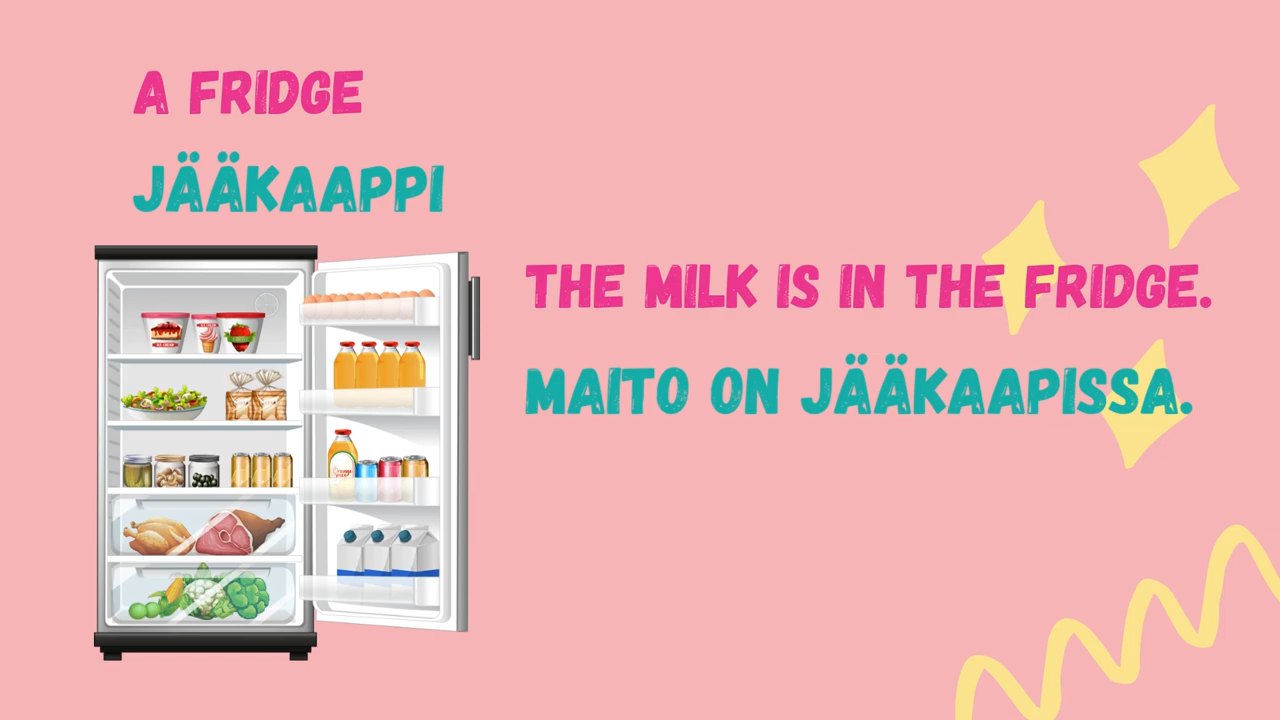 A FRIDGE
JÄÄKAAPPI
THE MILK IS IN THE FRIDGE.
MAITO ON JÄÄKAAPISSA.